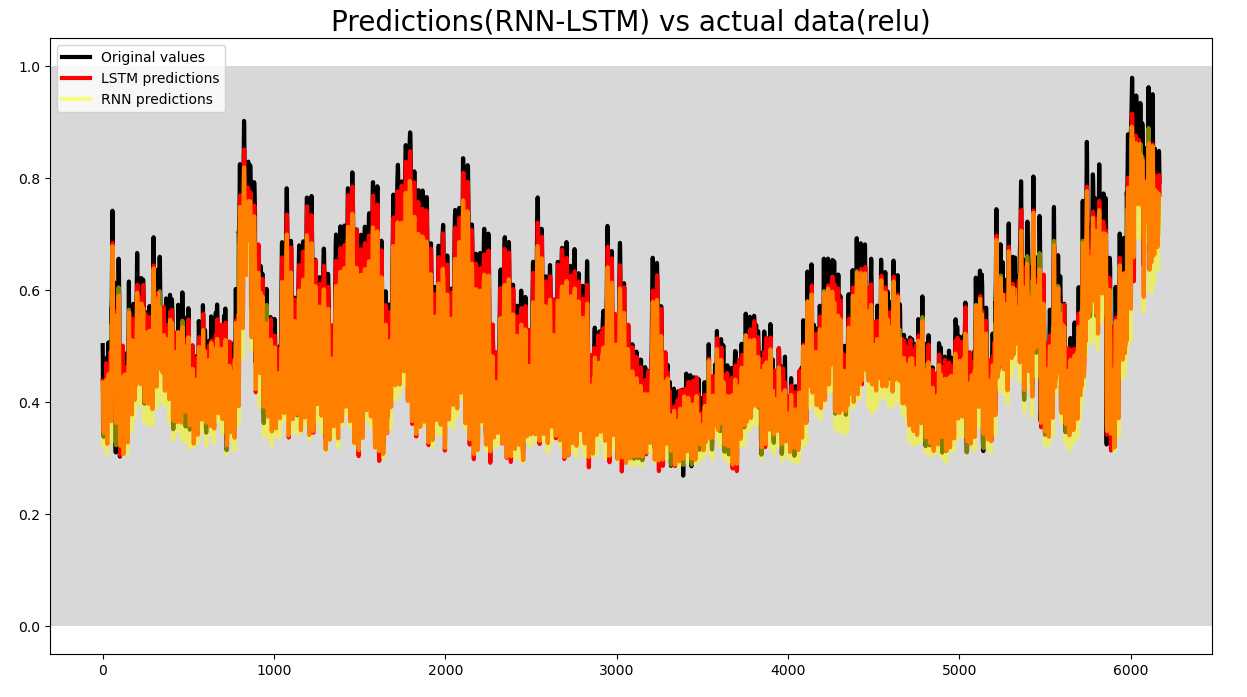 Predictions(RNN-LSTM) vs actual data(relu)
Original values
LSTM predictions
RNN predictions
1.0
0.8
0.6
0.4
0.2
0.0
0 1000 2000 3000 4000 5000 6000